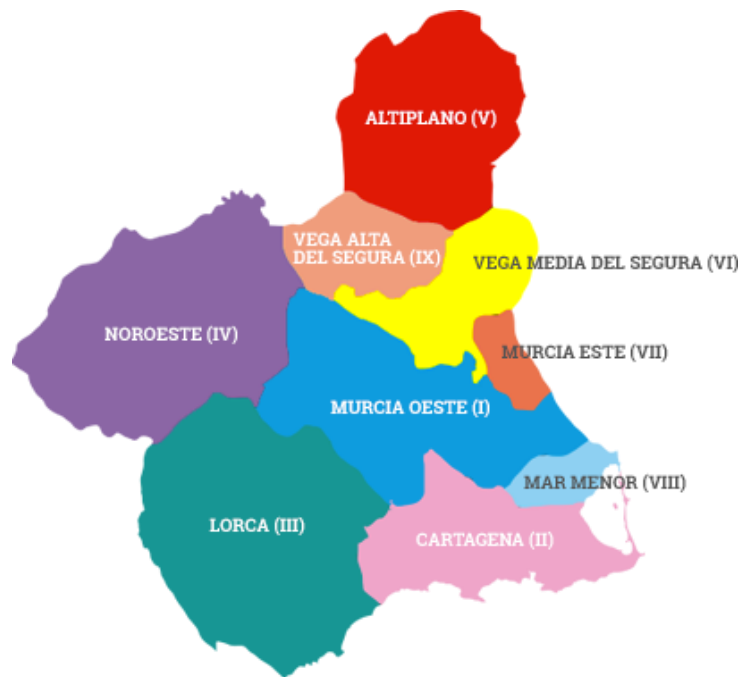 ALTIPLANO (V)
VEGA ALTA
DEL SEGURA (IX)
VEGA MEDIA DEL SEGURA (VI)
NOROESTE (IV)
MURCIA ESTE (VII)
MURCIA OESTE (I)
MAR MENOR (VIII)
LORCA (III)
CARTAGENA (II)